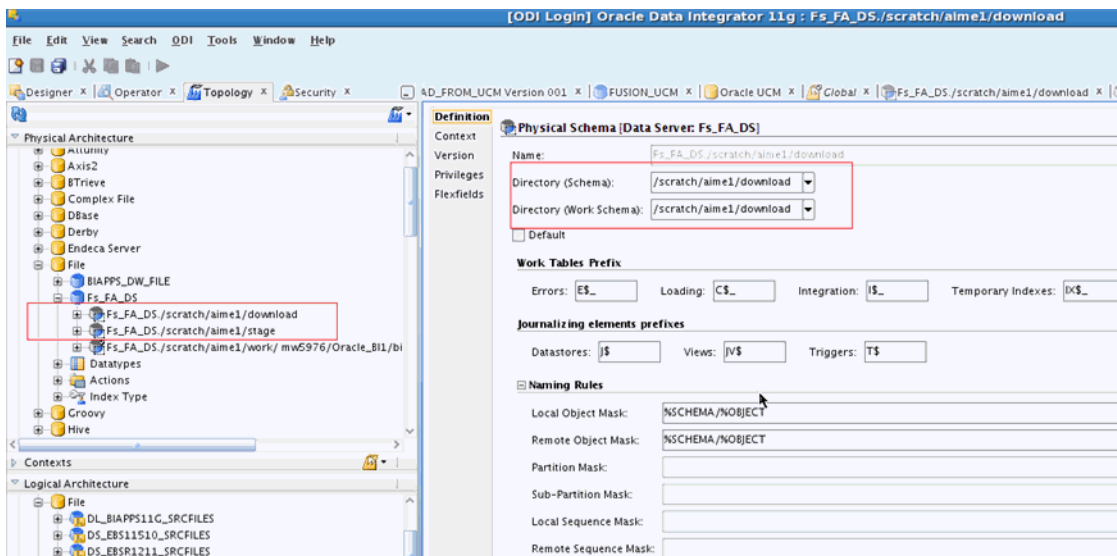 [ODI Login] Oracle Data Integrator 11g : Fs_FA_DS./scratch/aime1/download
File Edit View Search ODI Tools Window Help
Designer x Operator x Topology x Security x
AD_FROM_UCM Version 001 x FUSION_UCM x Oracle UCM x Global x Fs_FA_DS./scratch/aime1/download x
Physical Architecture
Attunity
Axis2
BTrieve
Complex File
DBase
Derby
Endeca Server
File
BIAPPS_DW_FILE
Fs_FA_DS
Fs_FA_DS./scratch/aime1/download
Fs_FA_DS./scratch/aime1/stage
Fs_FA_DS./scratch/aime1/work/ mw5976/Oracle_BI1/bi
Datatypes
Actions
Index Type
Groovy
Hive
Contexts
Logical Architecture
File
DL_BIAPPS11G_SRCFILES
DS_EBS11510_SRCFILES
DS_EBSR1211_SRCFILES
Definition
Context
Version
Privileges
Flexfields
Physical Schema [Data Server: Fs_FA_DS]
Name: Fs_FA_DS./scratch/aime1/download
Directory (Schema): /scratch/aime1/download
Directory (Work Schema): /scratch/aime1/download
Default
Work Tables Prefix
Errors: E$_ Loading: C$_ Integration: I$_ Temporary Indexes: IX$_
Journalizing elements prefixes
Datastores: J$ Views: JV$ Triggers: T$
Naming Rules
Local Object Mask: %SCHEMA/%OBJECT
Remote Object Mask: %SCHEMA/%OBJECT
Partition Mask:
Sub-Partition Mask:
Local Sequence Mask:
Remote Sequence Mask: